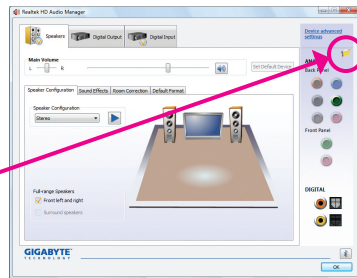 Realtek HD Audio Manager
Speakers
Digital Output
Digital Input
Device advanced
settings
Main Volume
L
R
Set Default Device
AN
Back Panel
Speaker Configuration
Sound Effects
Room Correction
Default Format
Speaker Configuration
Stereo
Front Panel
Full-range Speakers
Front left and right
Surround speakers
DIGITAL
GIGABYTE
TECHNOLOGY
OK